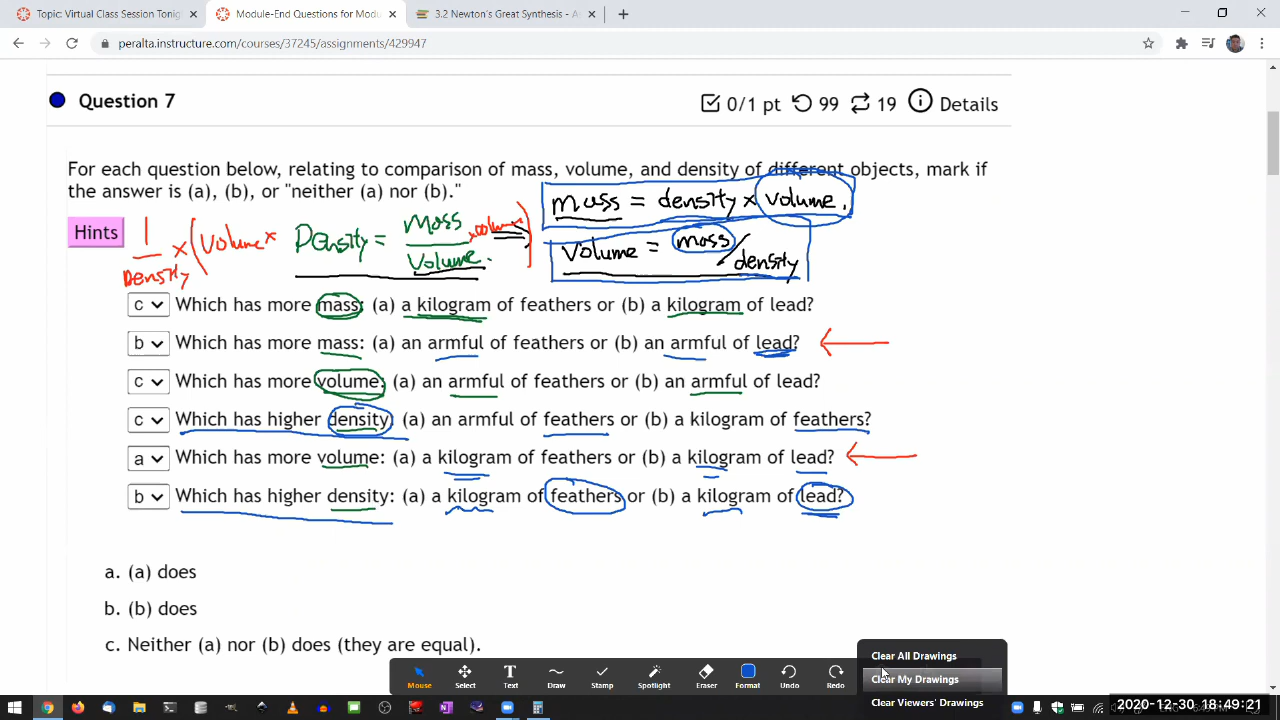 Topic: Virtual Class Session Tonig
Module-End Questions for Modu
3.2 Newton's Great Synthesis - As
peralta.instructure.com/courses/37245/assignments/429947
Question 7
0/1 pt 99 19 Details
For each question below, relating to comparison of mass, volume, and density of different objects, mark if
the answer is (a), (b), or "neither (a) nor (b)."
Hints
1/Density × (Volume × Density = Mass/Volume × volume) ⇒
mass = density × volume.
Volume = mass/density
c Which has more mass: (a) a kilogram of feathers or (b) a kilogram of lead?
b Which has more mass: (a) an armful of feathers or (b) an armful of lead?
c Which has more volume: (a) an armful of feathers or (b) an armful of lead?
c Which has higher density: (a) an armful of feathers or (b) a kilogram of feathers?
a Which has more volume: (a) a kilogram of feathers or (b) a kilogram of lead?
b Which has higher density: (a) a kilogram of feathers or (b) a kilogram of lead?
a. (a) does
b. (b) does
c. Neither (a) nor (b) does (they are equal).
Clear All Drawings
Clear My Drawings
Clear Viewers' Drawings
Mouse Select Text Draw Stamp Spotlight Eraser Format Undo Redo
2020-12-30 18:49:21